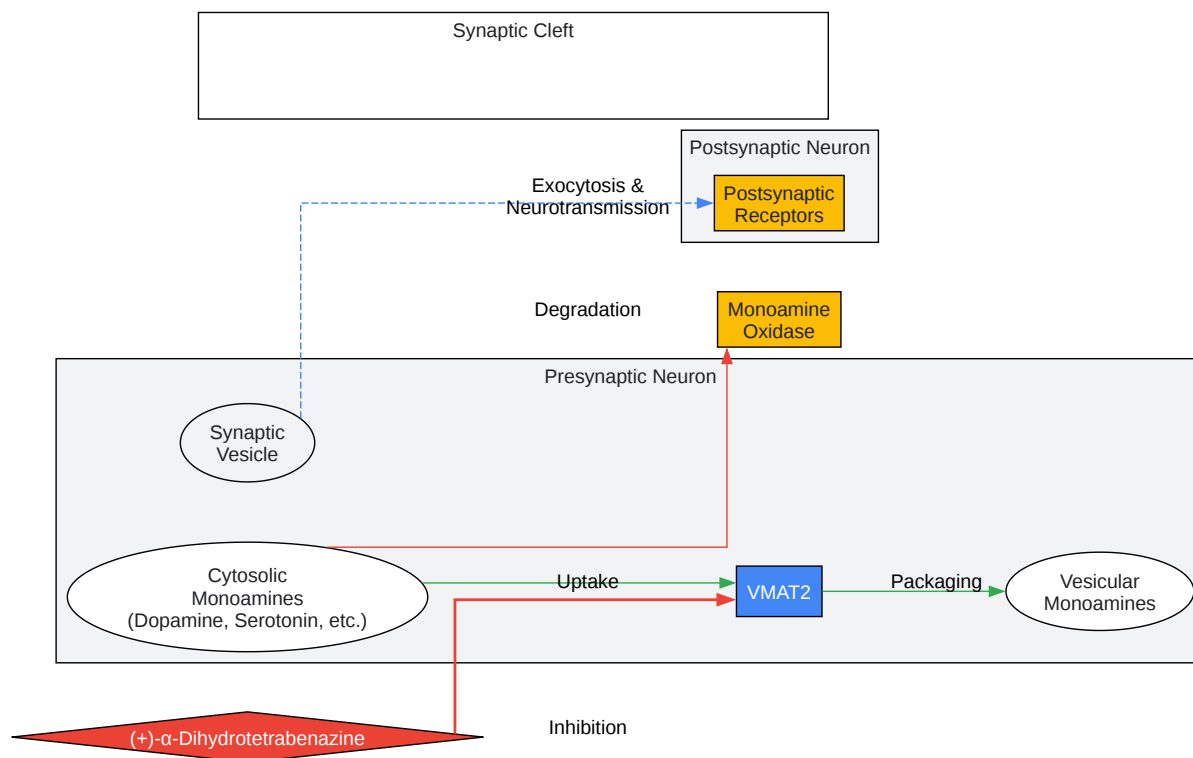 Synaptic Cleft
Postsynaptic Neuron
Postsynaptic
Receptors
Exocytosis &
Neurotransmission
Degradation
Monoamine
Oxidase
Presynaptic Neuron
Synaptic
Vesicle
Cytosolic
Monoamines
(Dopamine, Serotonin, etc.)
Uptake
VMAT2
Packaging
Vesicular
Monoamines
(+)-α-Dihydrotetrabenazine
Inhibition